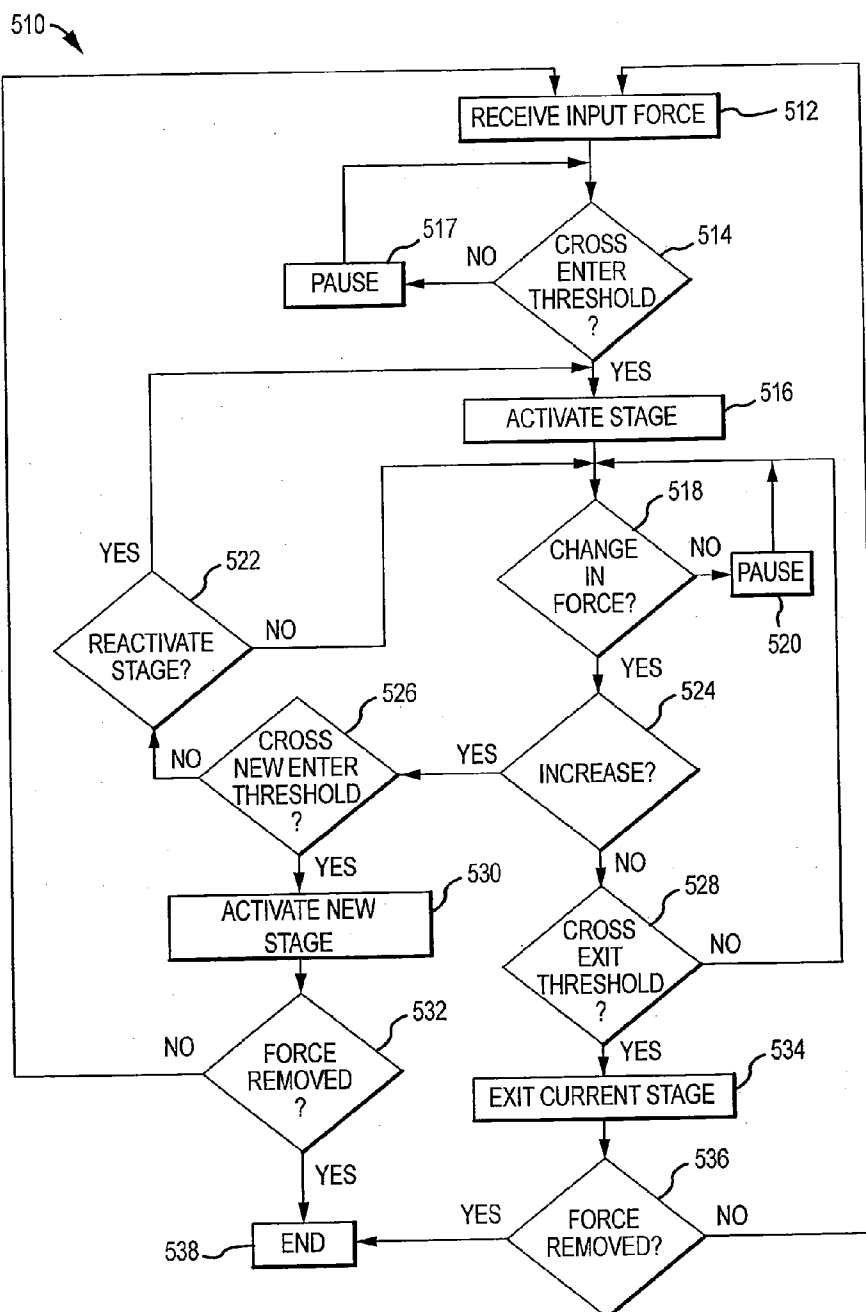 510
RECEIVE INPUT FORCE
512
517
NO
PAUSE
CROSS
ENTER
THRESHOLD
?
514
YES
ACTIVATE STAGE
516
518
CHANGE
IN
FORCE?
NO
PAUSE
520
YES
522
REACTIVATE
STAGE?
NO
YES
524
INCREASE?
YES
526
CROSS
NEW ENTER
THRESHOLD
?
NO
YES
NO
528
CROSS
EXIT
THRESHOLD
?
NO
ACTIVATE NEW
STAGE
530
YES
EXIT CURRENT STAGE
534
532
FORCE
REMOVED
?
NO
YES
536
FORCE
REMOVED?
YES
NO
538
END